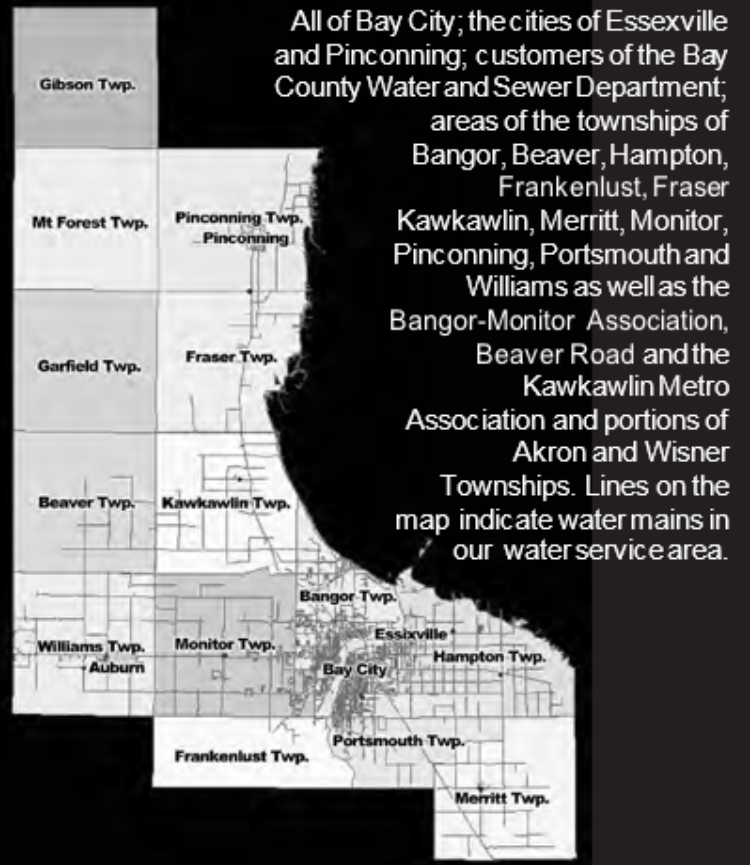 All of Bay City; the cities of Essexville
and Pinconning; customers of the Bay
County Water and Sewer Department;
areas of the townships of
Bangor, Beaver, Hampton,
Frankenlust, Fraser
Kawkawlin, Merritt, Monitor,
Pinconning, Portsmouth and
Williams as well as the
Bangor-Monitor Association,
Beaver Road and the
Kawkawlin Metro
Association and portions of
Akron and Wisner
Townships. Lines on the
map indicate water mains in
our water service area.
Gibson Twp.
Mt Forest Twp.
Pinconning Twp.
Pinconning
Garfield Twp.
Fraser Twp.
Beaver Twp.
Kawkawlin Twp.
Bangor Twp.
Essixville
Williams Twp.
Auburn
Monitor Twp.
Bay City
Hampton Twp.
Frankenlust Twp.
Portsmouth Twp.
Merritt Twp.